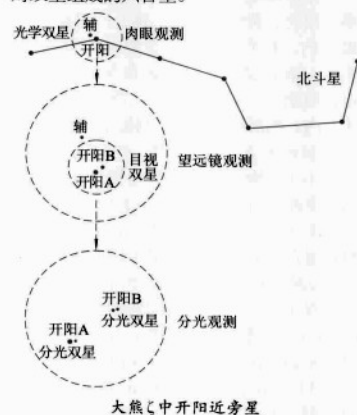 辅
光学双星 肉眼观测
开阳
北斗星
辅
开阳B 目视
双星 望远镜观测
开阳A
开阳B
分光双星 分光观测
开阳A
分光双星
大熊ζ中开阳近旁星